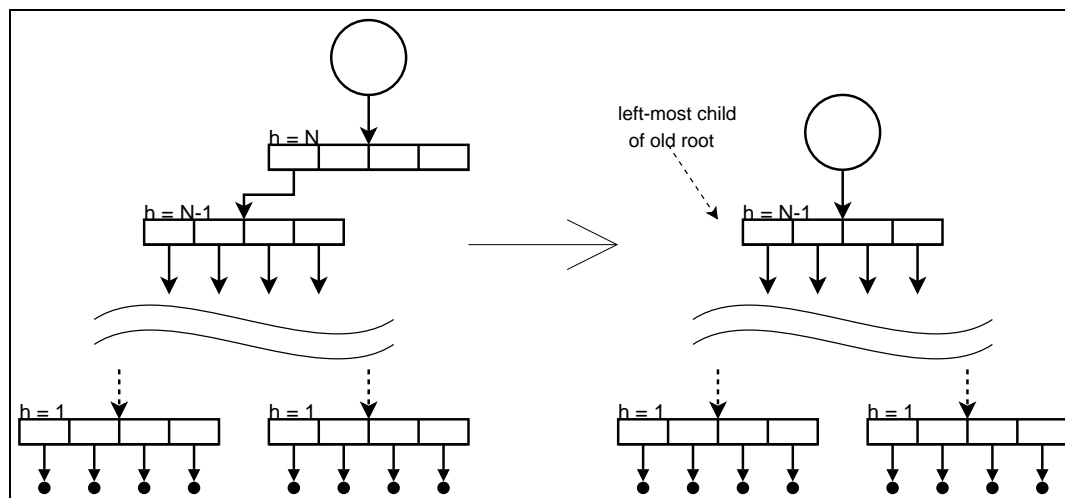 h = N
h = N-1
h = 1
h = 1
left-most child
of old root
h = N-1
h = 1
h = 1